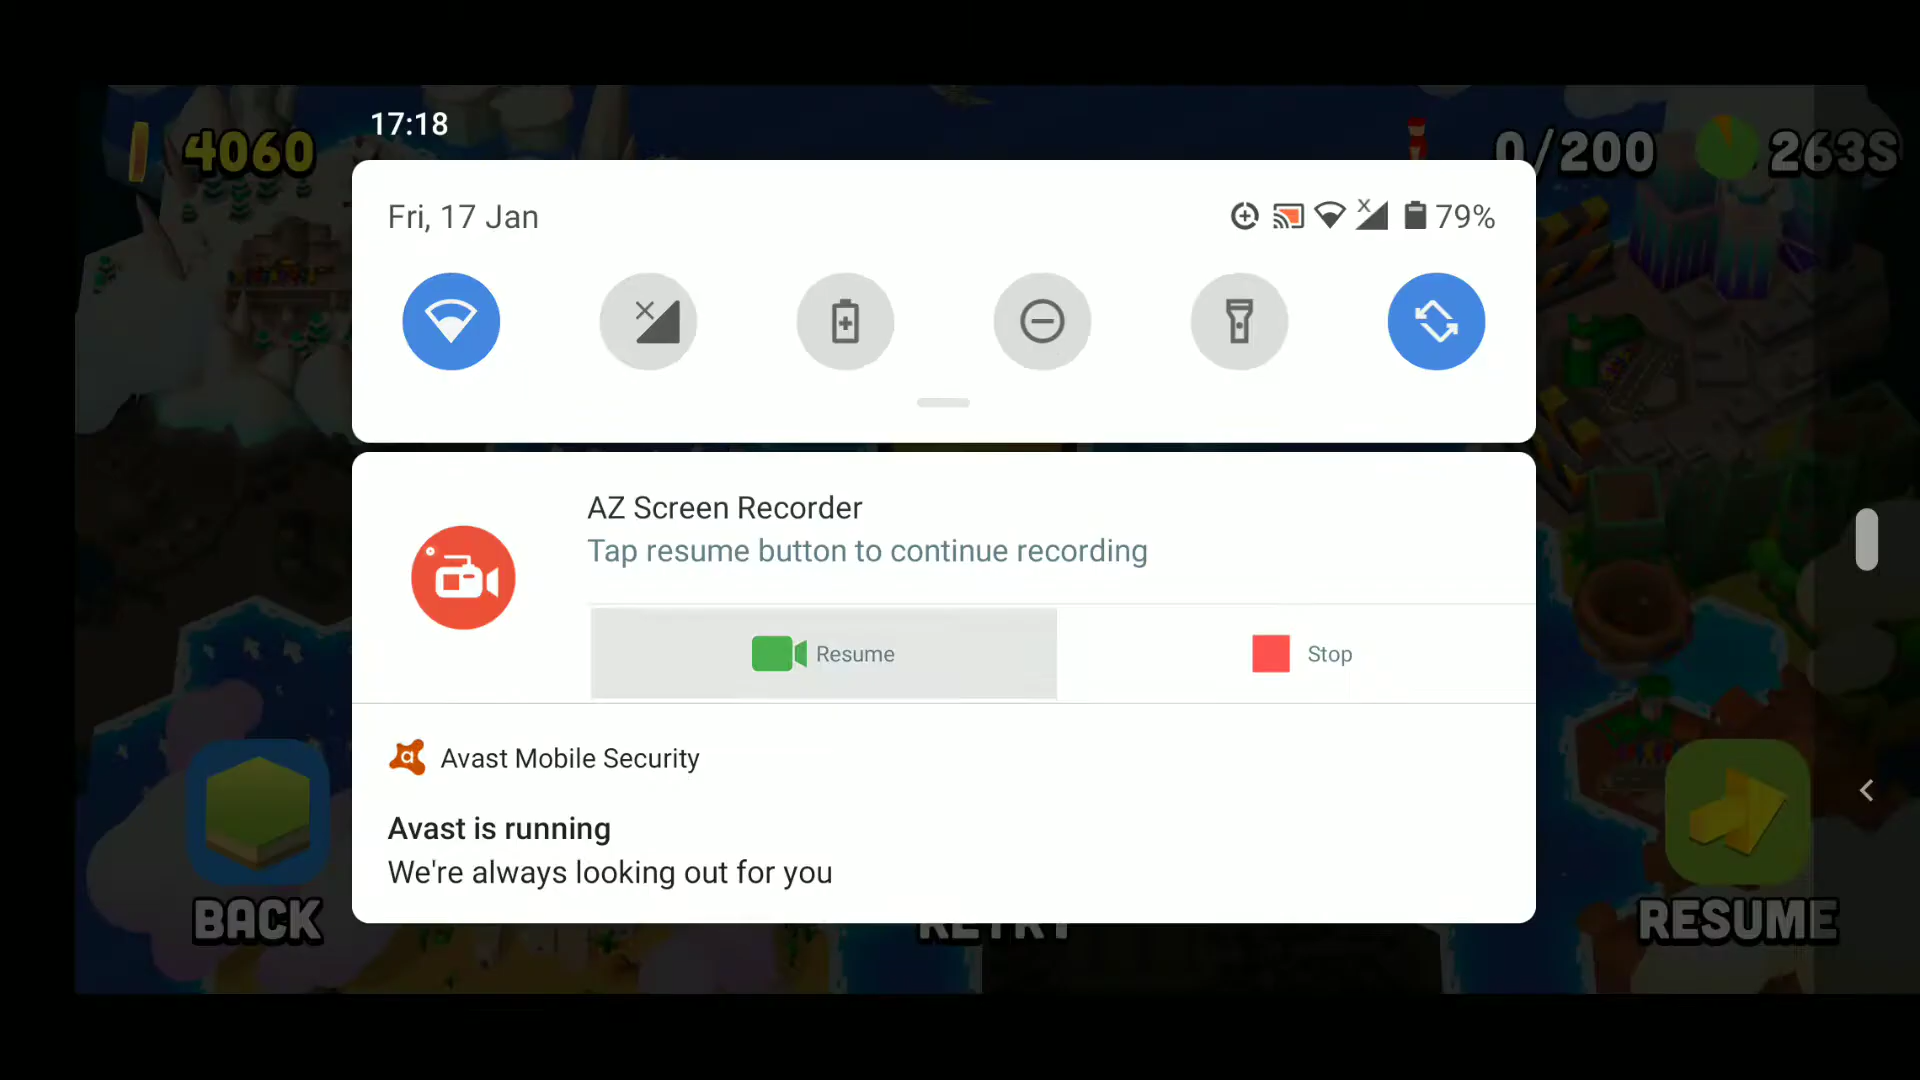 17:18
4060
0/200
263S
Fri, 17 Jan
79%
AZ Screen Recorder
Tap resume button to continue recording
Resume
Stop
Avast Mobile Security
Avast is running
We're always looking out for you
BACK
RETRY
RESUME